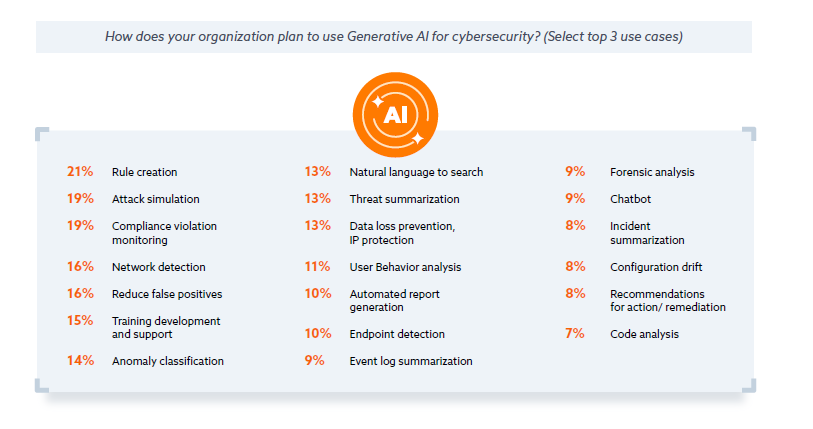 How does your organization plan to use Generative AI for cybersecurity? (Select top 3 use cases)
AI
21% Rule creation
19% Attack simulation
19% Compliance violation
monitoring
16% Network detection
16% Reduce false positives
15% Training development
and support
14% Anomaly classification
13% Natural language to search
13% Threat summarization
13% Data loss prevention,
IP protection
11% User Behavior analysis
10% Automated report
generation
10% Endpoint detection
9% Event log summarization
9% Forensic analysis
9% Chatbot
8% Incident
summarization
8% Configuration drift
8% Recommendations
for action/ remediation
7% Code analysis